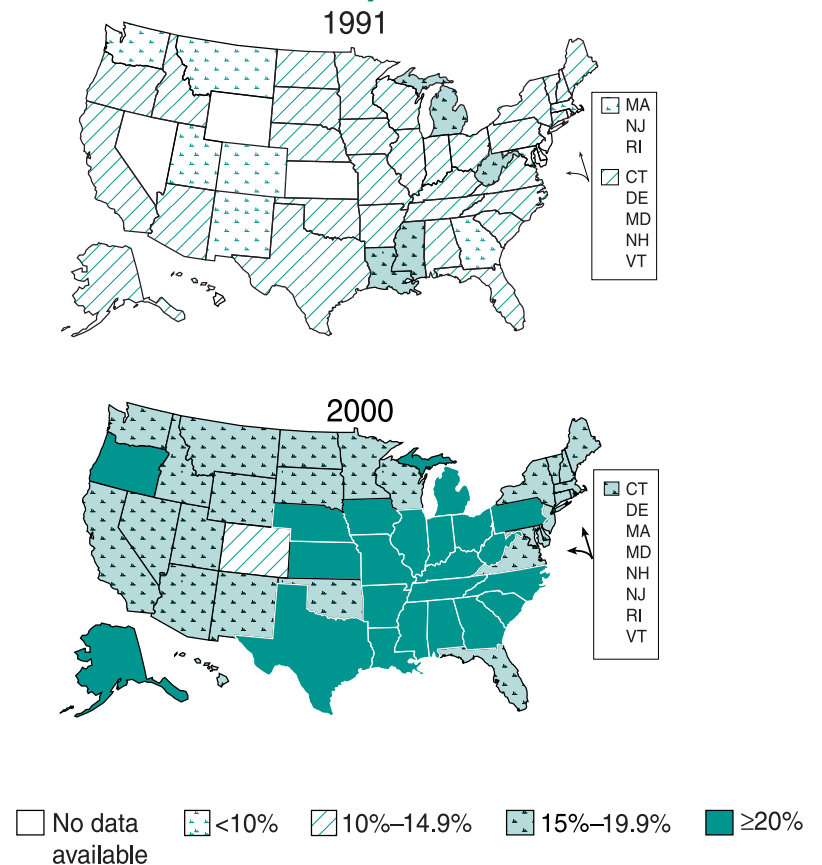 1991
MA
NJ
RI
CT
DE
MD
NH
VT
2000
CT
DE
MA
MD
NH
NJ
RI
VT
No data available
<10%
10%–14.9%
15%–19.9%
≥20%